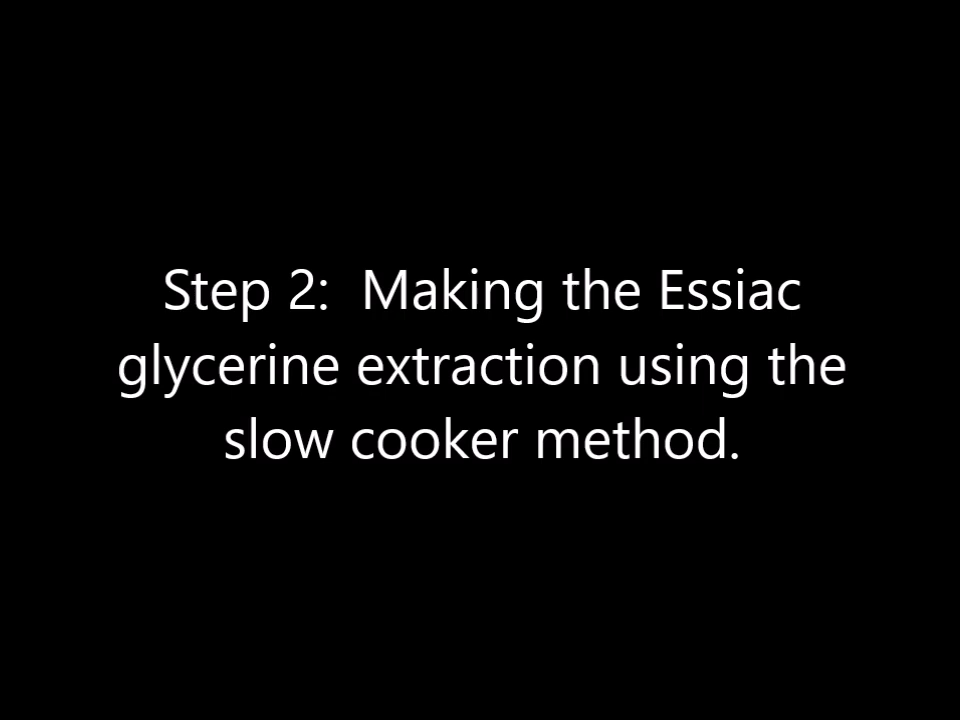 Step 2:  Making the Essiac
glycerine extraction using the
slow cooker method.